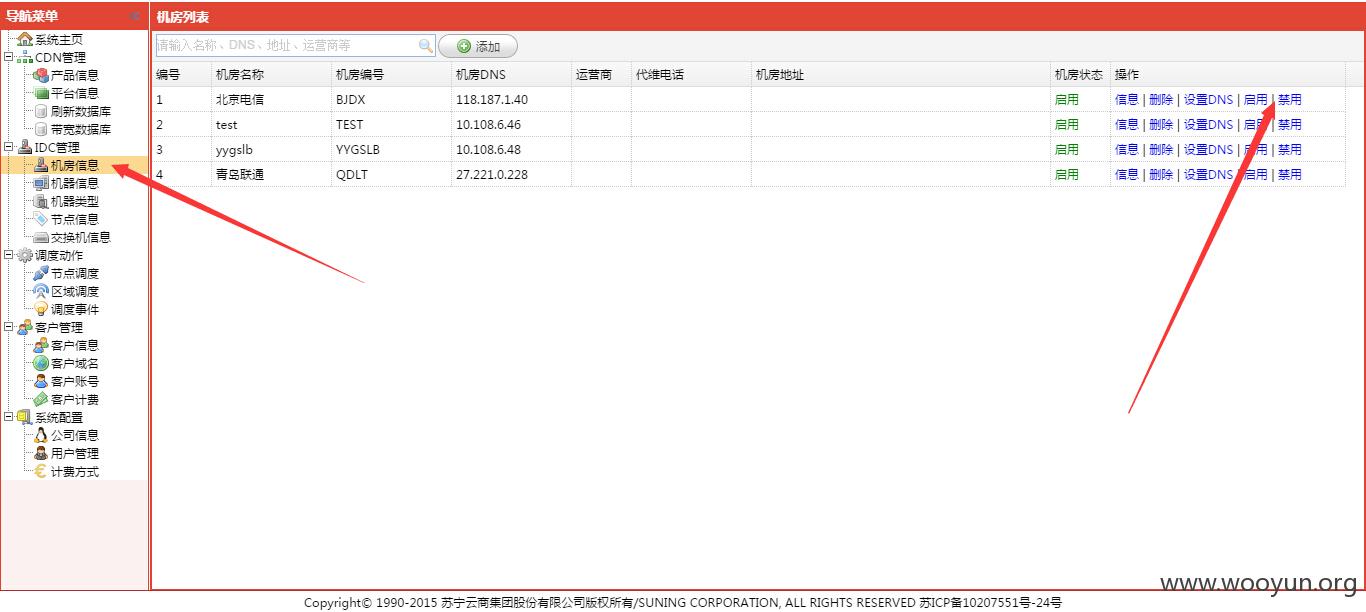 导航菜单
系统主页
CDN管理
产品信息
平台信息
刷新数据库
带宽数据库
IDC管理
机房信息
机器信息
机器类型
节点信息
交换机信息
调度动作
节点调度
区域调度
调度事件
客户管理
客户信息
客户域名
客户账号
客户计费
系统配置
公司信息
用户管理
计费方式
机房列表
请输入名称、DNS、地址、运营商等 添加
编号 机房名称 机房编号 机房DNS 运营商 代维电话 机房地址 机房状态 操作
1 北京电信 BJDX 118.187.1.40 启用 信息 | 删除 | 设置DNS | 启用 | 禁用
2 test TEST 10.108.6.46 启用 信息 | 删除 | 设置DNS | 启用 | 禁用
3 yygslb YYGSLB 10.108.6.48 启用 信息 | 删除 | 设置DNS | 启用 | 禁用
4 青岛联通 QDLT 27.221.0.228 启用 信息 | 删除 | 设置DNS | 启用 | 禁用
www.wooyun.org
Copyright© 1990-2015 苏宁云商集团股份有限公司版权所有/SUNING CORPORATION, ALL RIGHTS RESERVED 苏ICP备10207551号-24号